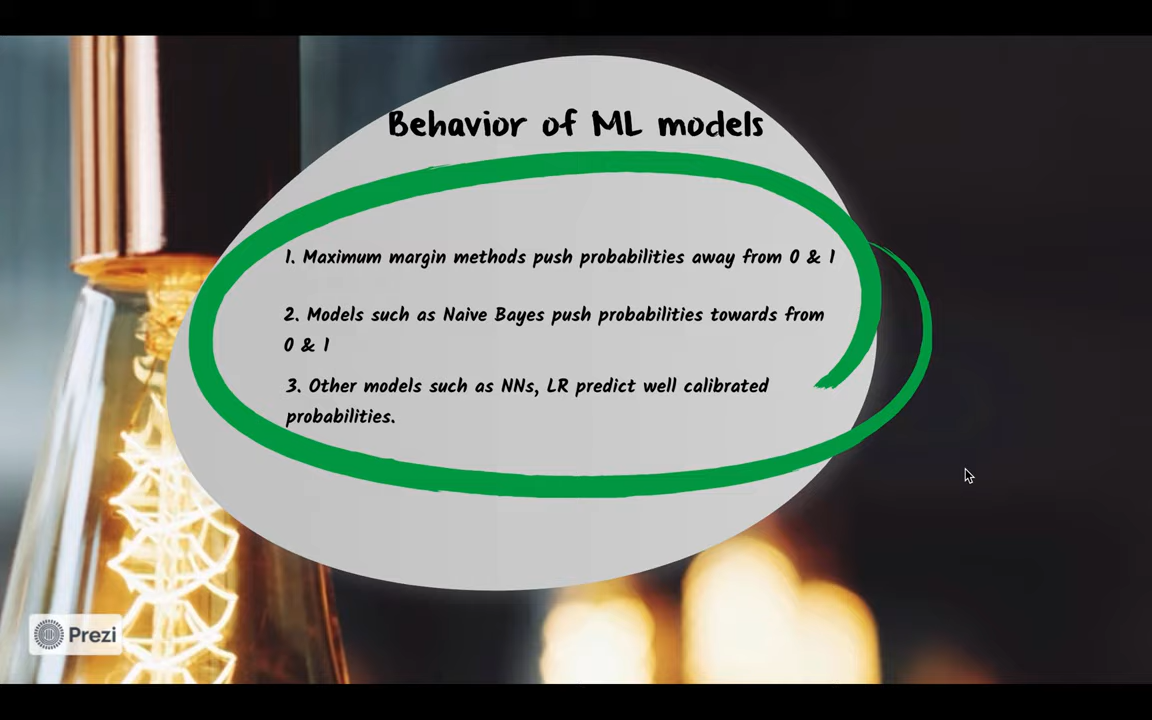 Behavior of ML models
1. Maximum margin methods push probabilities away from 0 & 1
2. Models such as Naive Bayes push probabilities towards from
0 & 1
3. Other models such as NNs, LR predict well calibrated
probabilities.
Prezi